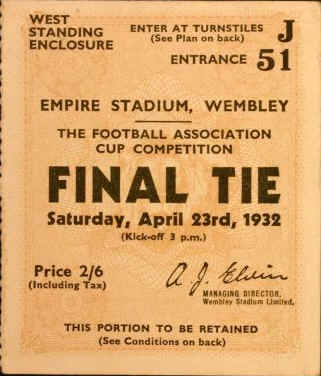 WEST
STANDING
ENCLOSURE
ENTER AT TURNSTILES
(See Plan on back)
J
ENTRANCE 51
EMPIRE STADIUM, WEMBLEY
THE FOOTBALL ASSOCIATION
CUP COMPETITION
FINAL TIE
Saturday, April 23rd, 1932
(Kick-off 3 p.m.)
Price 2/6
(Including Tax)
A. J. Elvin
MANAGING DIRECTOR,
Wembley Stadium Limited.
THIS PORTION TO BE RETAINED
(See Conditions on back)